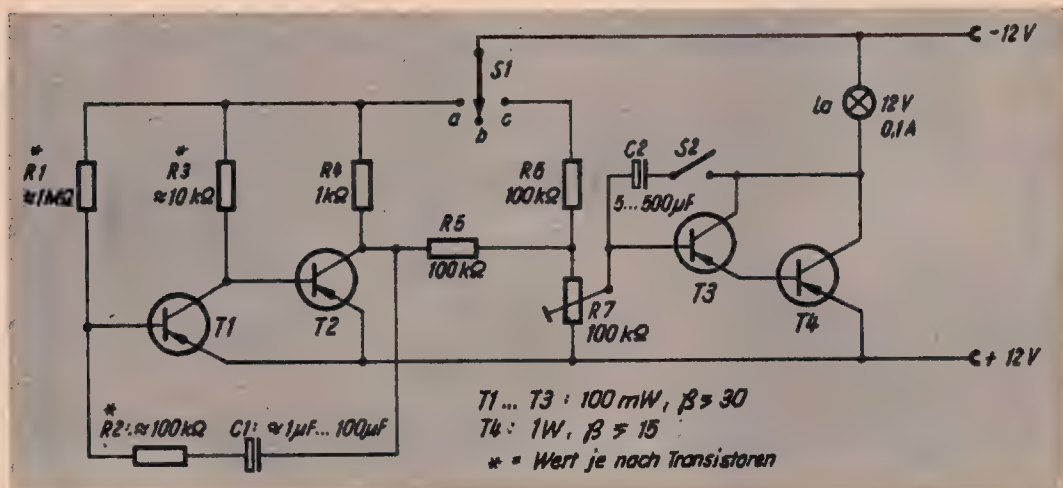 -12V
S1
a
b
c
La
12V
0,1A
*
R1
≈1MΩ
*
R3
≈10kΩ
R4
1kΩ
R6
100kΩ
C2
S2
5...500µF
R5
100kΩ
T1
T2
R7
100kΩ
T3
T4
+12V
*
R2: ≈100kΩ
C1: ≈1µF...100µF
T1...T3: 100mW, β ≥ 30
T4: 1W, β ≥ 15
* = Wert je nach Transistoren